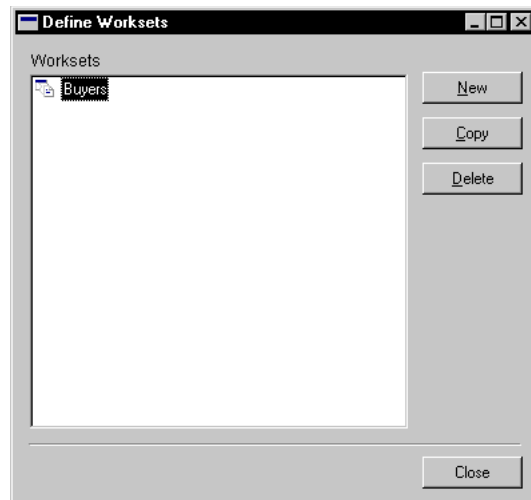 Define Worksets
Worksets
Buyers
New
Copy
Delete
Close